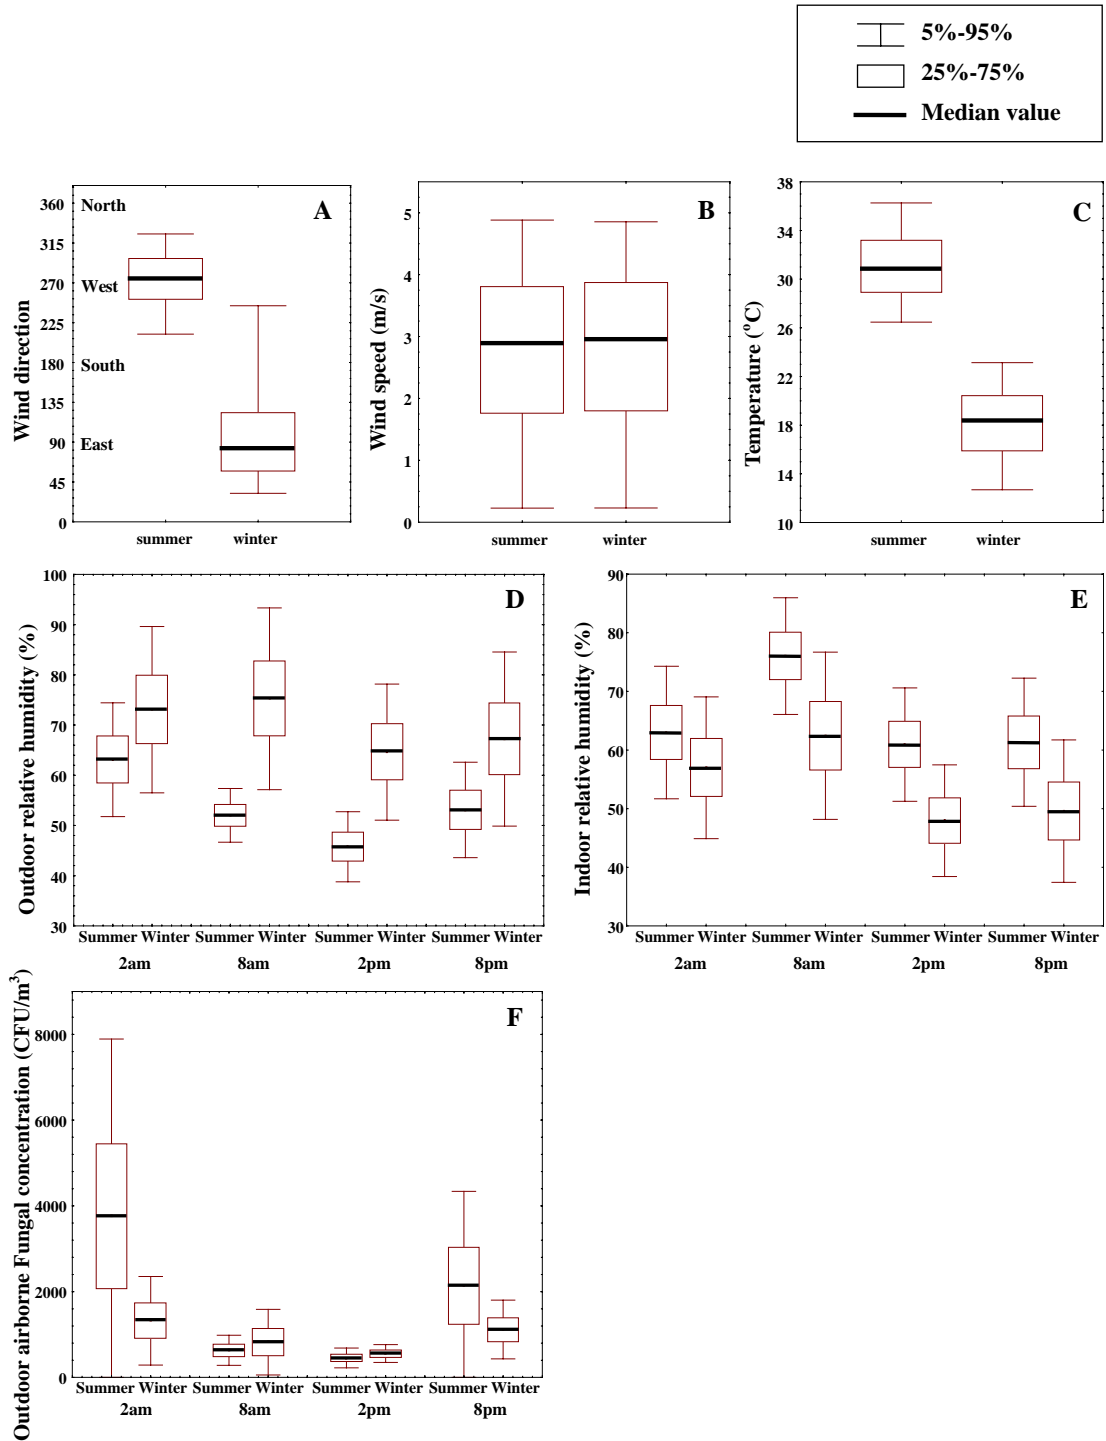 5%-95%
25%-75%
Median value
A
Wind direction
360
315
270
225
180
135
90
45
0
North
West
South
East
summer winter
B
Wind speed (m/s)
5
4
3
2
1
0
summer winter
C
Temperature (°C)
38
34
30
26
22
18
14
10
summer winter
D
Outdoor relative humidity (%)
100
90
80
70
60
50
40
30
Summer Winter Summer Winter Summer Winter Summer Winter
2am 8am 2pm 8pm
E
Indoor relative humidity (%)
90
80
70
60
50
40
30
Summer Winter Summer Winter Summer Winter Summer Winter
2am 8am 2pm 8pm
F
Outdoor airborne Fungal concentration (CFU/m³)
8000
6000
4000
2000
0
Summer Winter Summer Winter Summer Winter Summer Winter
2am 8am 2pm 8pm